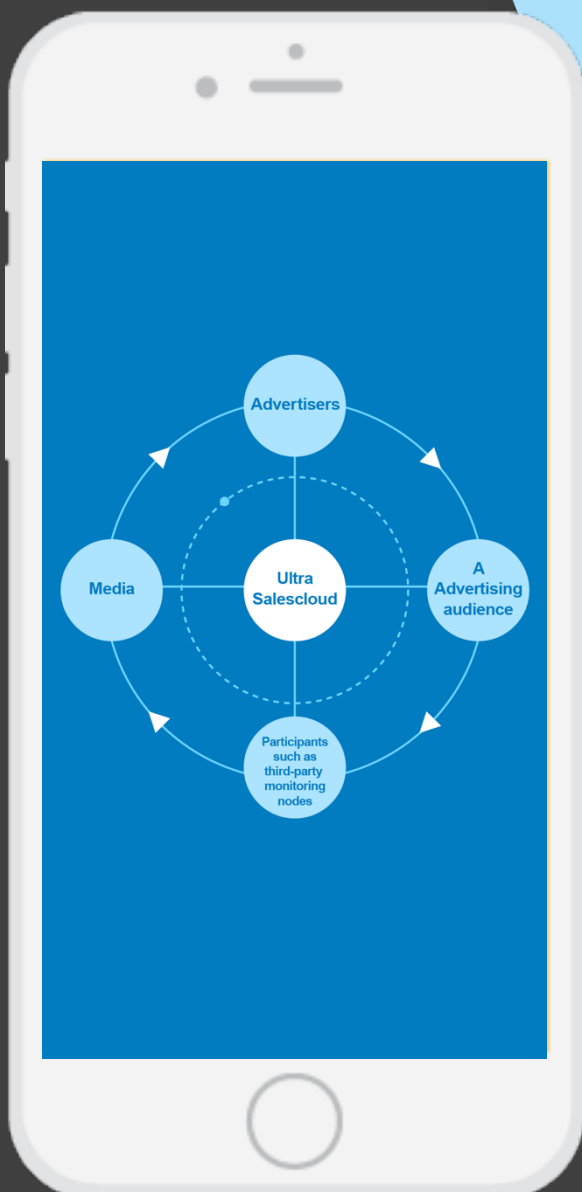 Advertisers
Media
Ultra
Salescloud
A
Advertising
audience
Participants
such as
third-party
monitoring
nodes